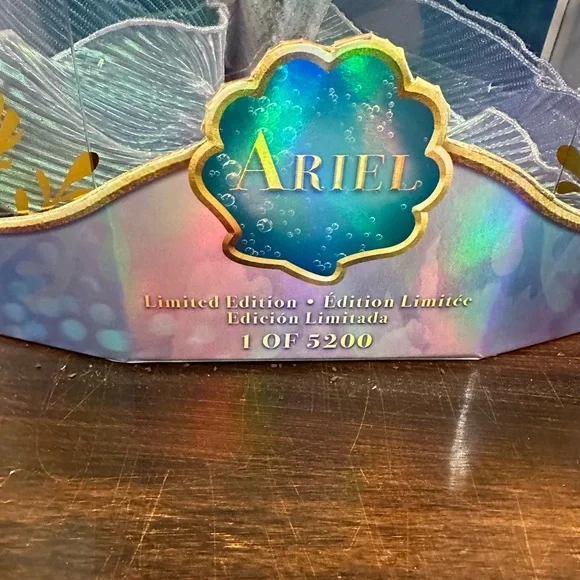 ARIEL
Limited Edition • Édition Limitée
Edición Limitada
1 OF 5200